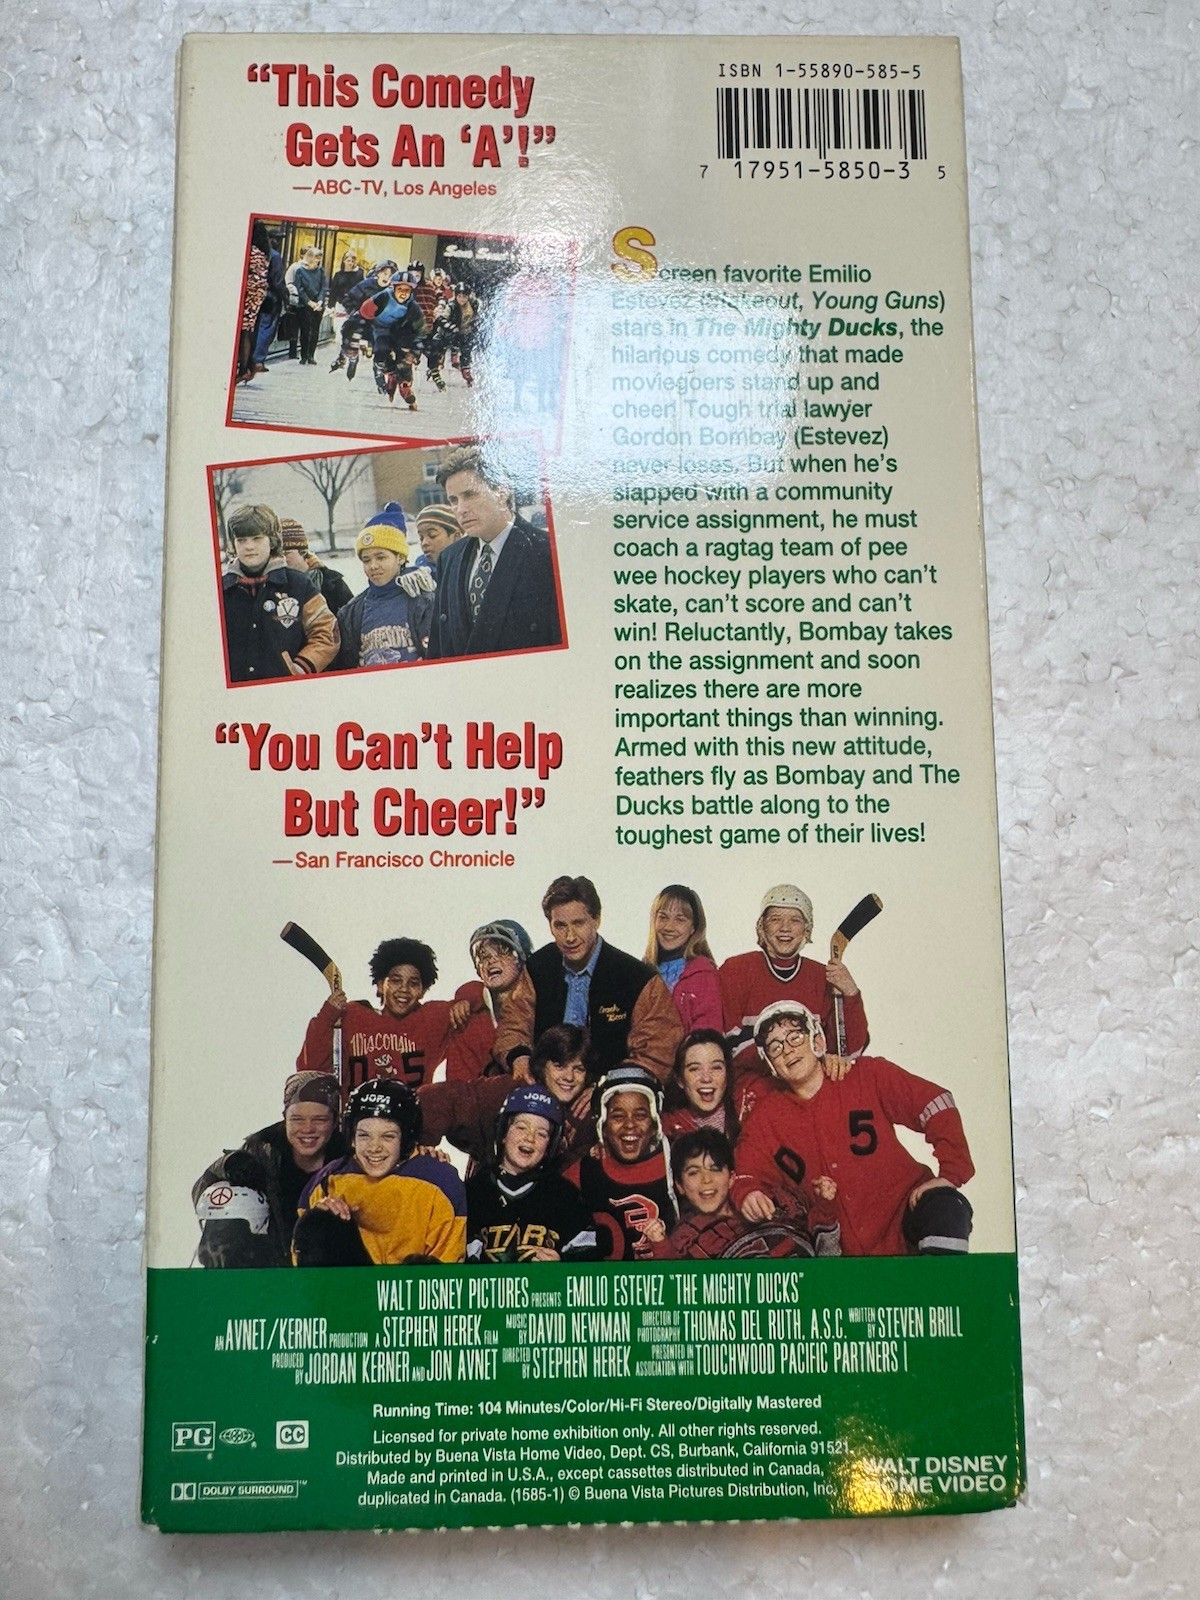 “This Comedy
Gets An ‘A’!”
—ABC-TV, Los Angeles
ISBN 1-55890-585-5
7 17951-5850-3 5
Screen favorite Emilio
Estevez (Stakeout, Young Guns)
stars in The Mighty Ducks, the
hilarious comedy that made
moviegoers stand up and
cheer! Tough trial lawyer
Gordon Bombay (Estevez)
never loses. But when he’s
slapped with a community
service assignment, he must
coach a ragtag team of pee
wee hockey players who can’t
skate, can’t score and can’t
win! Reluctantly, Bombay takes
on the assignment and soon
realizes there are more
important things than winning.
Armed with this new attitude,
feathers fly as Bombay and The
Ducks battle along to the
toughest game of their lives!
“You Can’t Help
But Cheer!”
—San Francisco Chronicle
Wisconsin
05
JOFA
JOFA
STARS
5
WALT DISNEY PICTURES PRESENTS EMILIO ESTEVEZ "THE MIGHTY DUCKS"
AN AVNET/KERNER PRODUCTION A STEPHEN HEREK FILM MUSIC BY DAVID NEWMAN DIRECTOR OF PHOTOGRAPHY THOMAS DEL RUTH, A.S.C. WRITTEN BY STEVEN BRILL
PRODUCED BY JORDAN KERNER AND JON AVNET DIRECTED BY STEPHEN HEREK PRESENTED IN ASSOCIATION WITH TOUCHWOOD PACIFIC PARTNERS I
Running Time: 104 Minutes/Color/Hi-Fi Stereo/Digitally Mastered
PG
CC
Licensed for private home exhibition only. All other rights reserved.
Distributed by Buena Vista Home Video, Dept. CS, Burbank, California 91521.
Made and printed in U.S.A., except cassettes distributed in Canada,
duplicated in Canada. (1585-1) © Buena Vista Pictures Distribution, Inc.
DOLBY SURROUND™
WALT DISNEY
HOME VIDEO